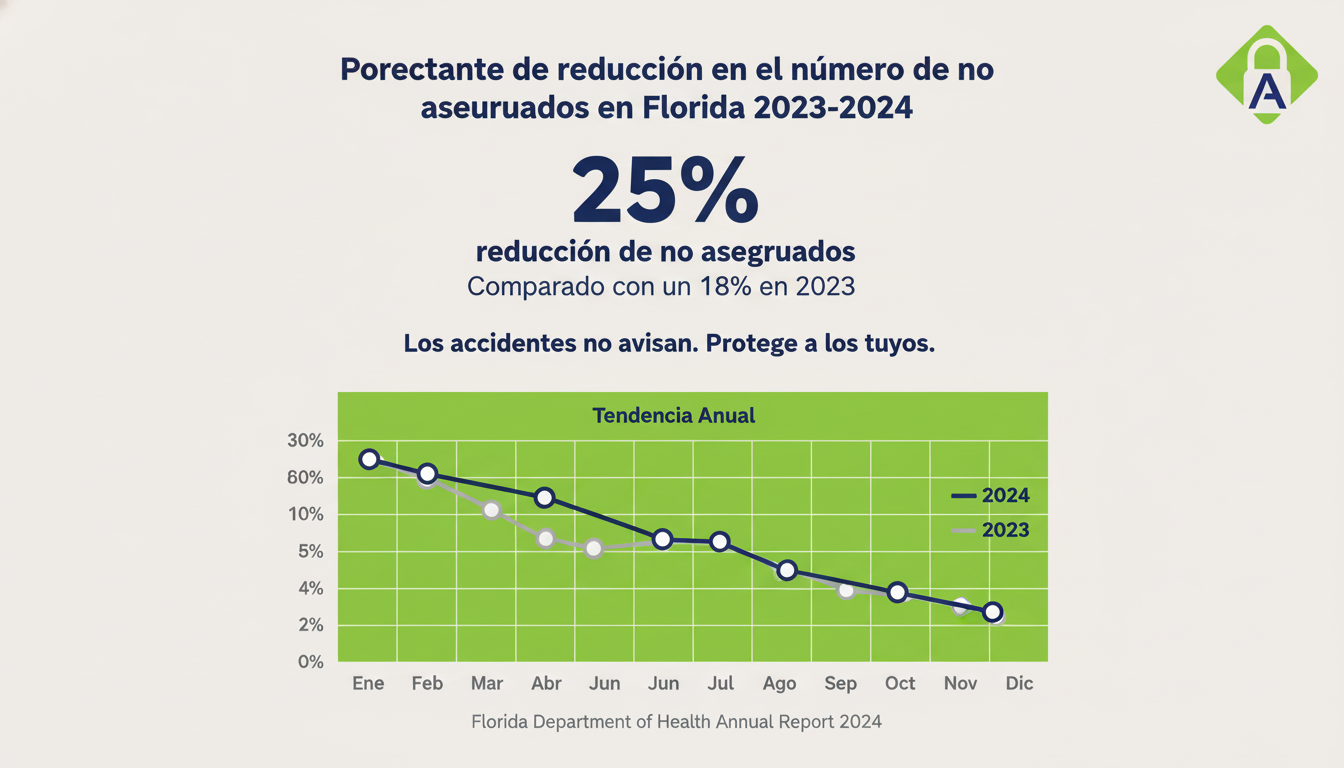 A
Porectante de reducción en el número de no
aseuruados en Florida 2023-2024
25%
reducción de no asegruados
Comparado con un 18% en 2023
Los accidentes no avisan. Protege a los tuyos.
Tendencia Anual
30%
60%
10%
5%
4%
2%
0%
2024
2023
Ene Feb Mar Abr Jun Jun Jul Ago Sep Oct Nov Dic
Florida Department of Health Annual Report 2024